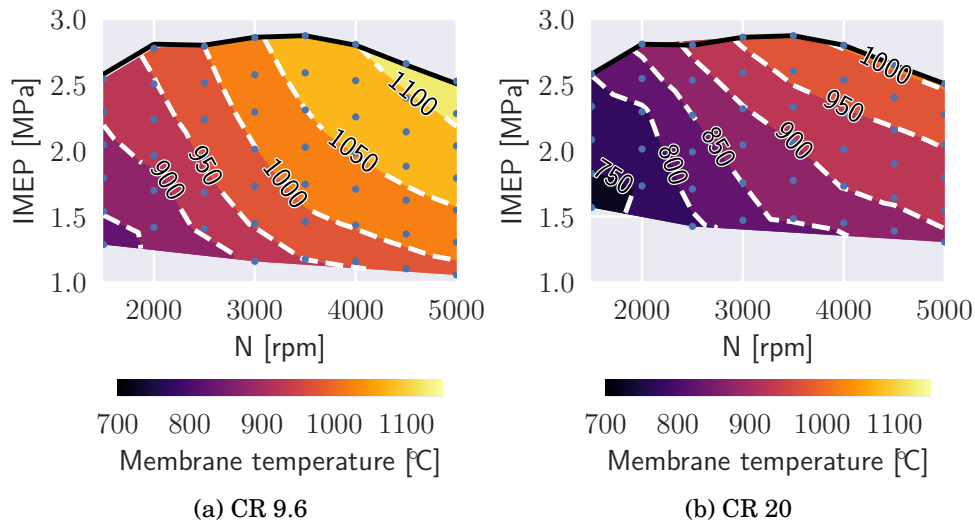 3.0
2.5
2.0
1.5
1.0
IMEP [MPa]
900
950
1000
1050
1100
2000 3000 4000 5000
N [rpm]
700 800 900 1000 1100
Membrane temperature [°C]
(a) CR 9.6
3.0
2.5
2.0
1.5
1.0
IMEP [MPa]
750
800
850
900
950
1000
2000 3000 4000 5000
N [rpm]
700 800 900 1000 1100
Membrane temperature [°C]
(b) CR 20